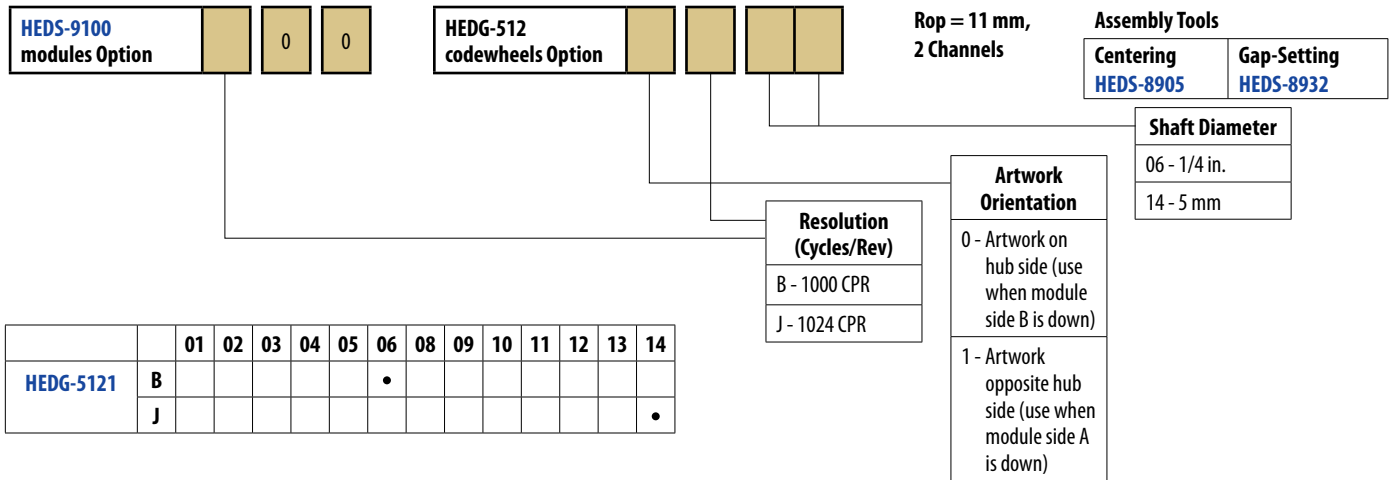 HEDS-9100
modules Option
0
0
HEDG-512
codewheels Option
Rop = 11 mm,
2 Channels
Assembly Tools
Centering
HEDS-8905
Gap-Setting
HEDS-8932
Shaft Diameter
06 - 1/4 in.
14 - 5 mm
Artwork
Orientation
0 - Artwork on
hub side (use
when module
side B is down)
1 - Artwork
opposite hub
side (use when
module side A
is down)
Resolution
(Cycles/Rev)
B - 1000 CPR
J - 1024 CPR
01 02 03 04 05 06 08 09 10 11 12 13 14
HEDG-5121 B •
J •